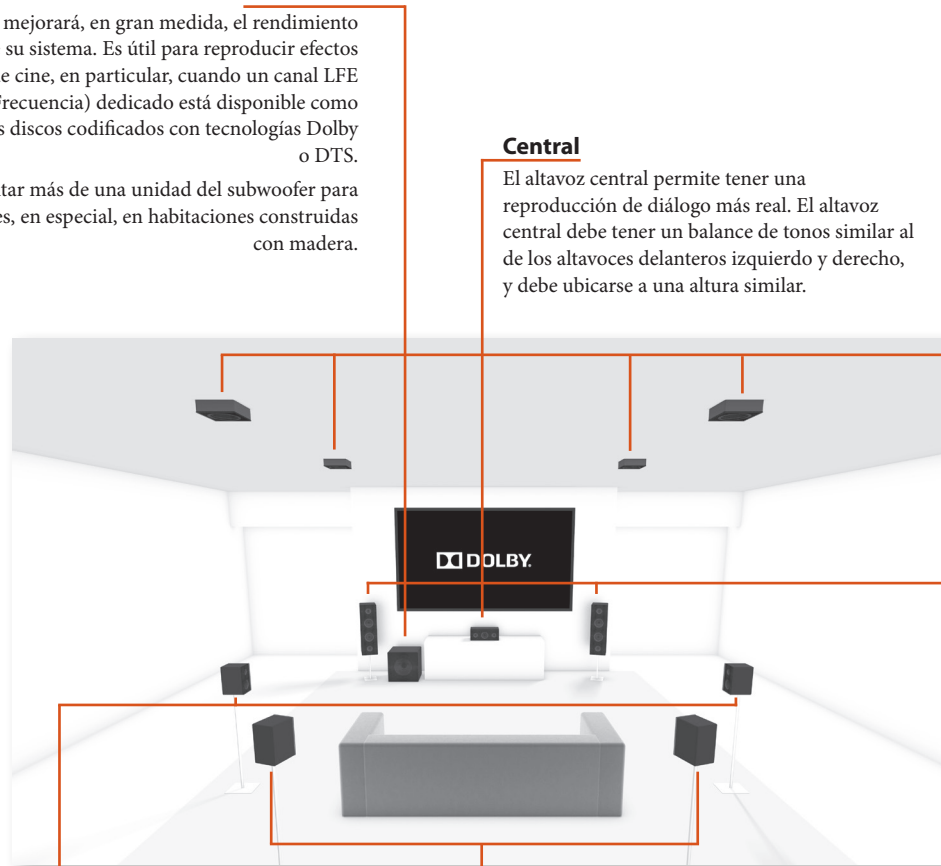 mejorará, en gran medida, el rendimiento
su sistema. Es útil para reproducir efectos
e cine, en particular, cuando un canal LFE
recuencia) dedicado está disponible como
s discos codificados con tecnologías Dolby
o DTS.
tar más de una unidad del subwoofer para
es, en especial, en habitaciones construidas
con madera.
Central
El altavoz central permite tener una
reproducción de diálogo más real. El altavoz
central debe tener un balance de tonos similar al
de los altavoces delanteros izquierdo y derecho,
y debe ubicarse a una altura similar.
DOLBY.